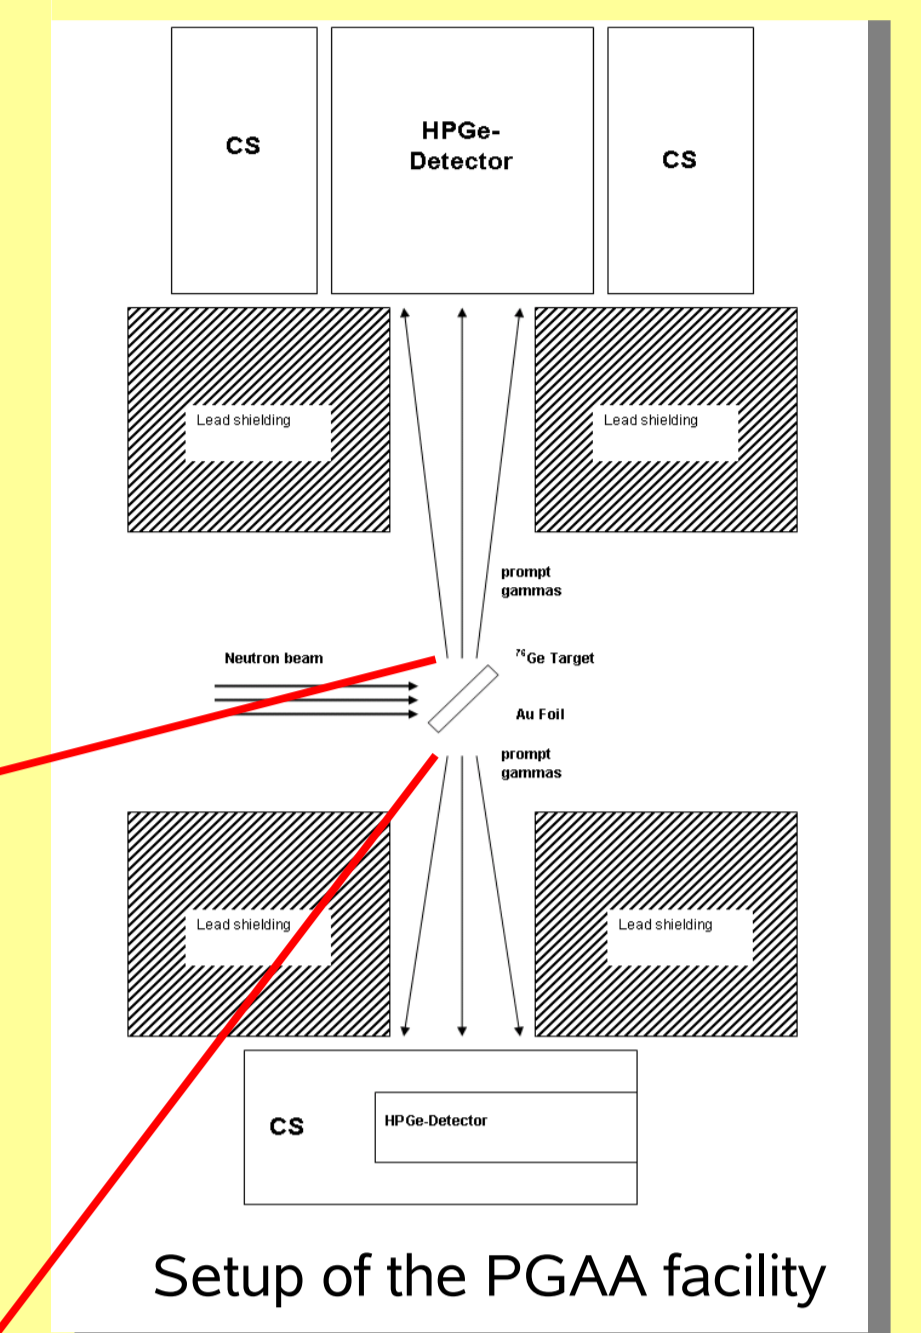 CS
HPGe-
Detector
CS
Lead shielding
Lead shielding
prompt
gammas
Neutron beam
⁷⁶Ge Target
Au Foil
prompt
gammas
Lead shielding
Lead shielding
CS
HPGe-Detector
Setup of the PGAA facility